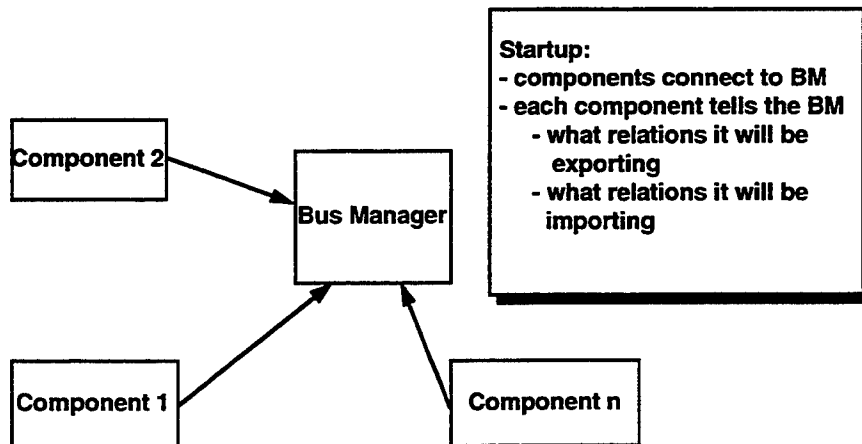 Startup:
- components connect to BM
- each component tells the BM
- what relations it will be
exporting
- what relations it will be
importing
Component 2
Bus Manager
Component 1
Component n